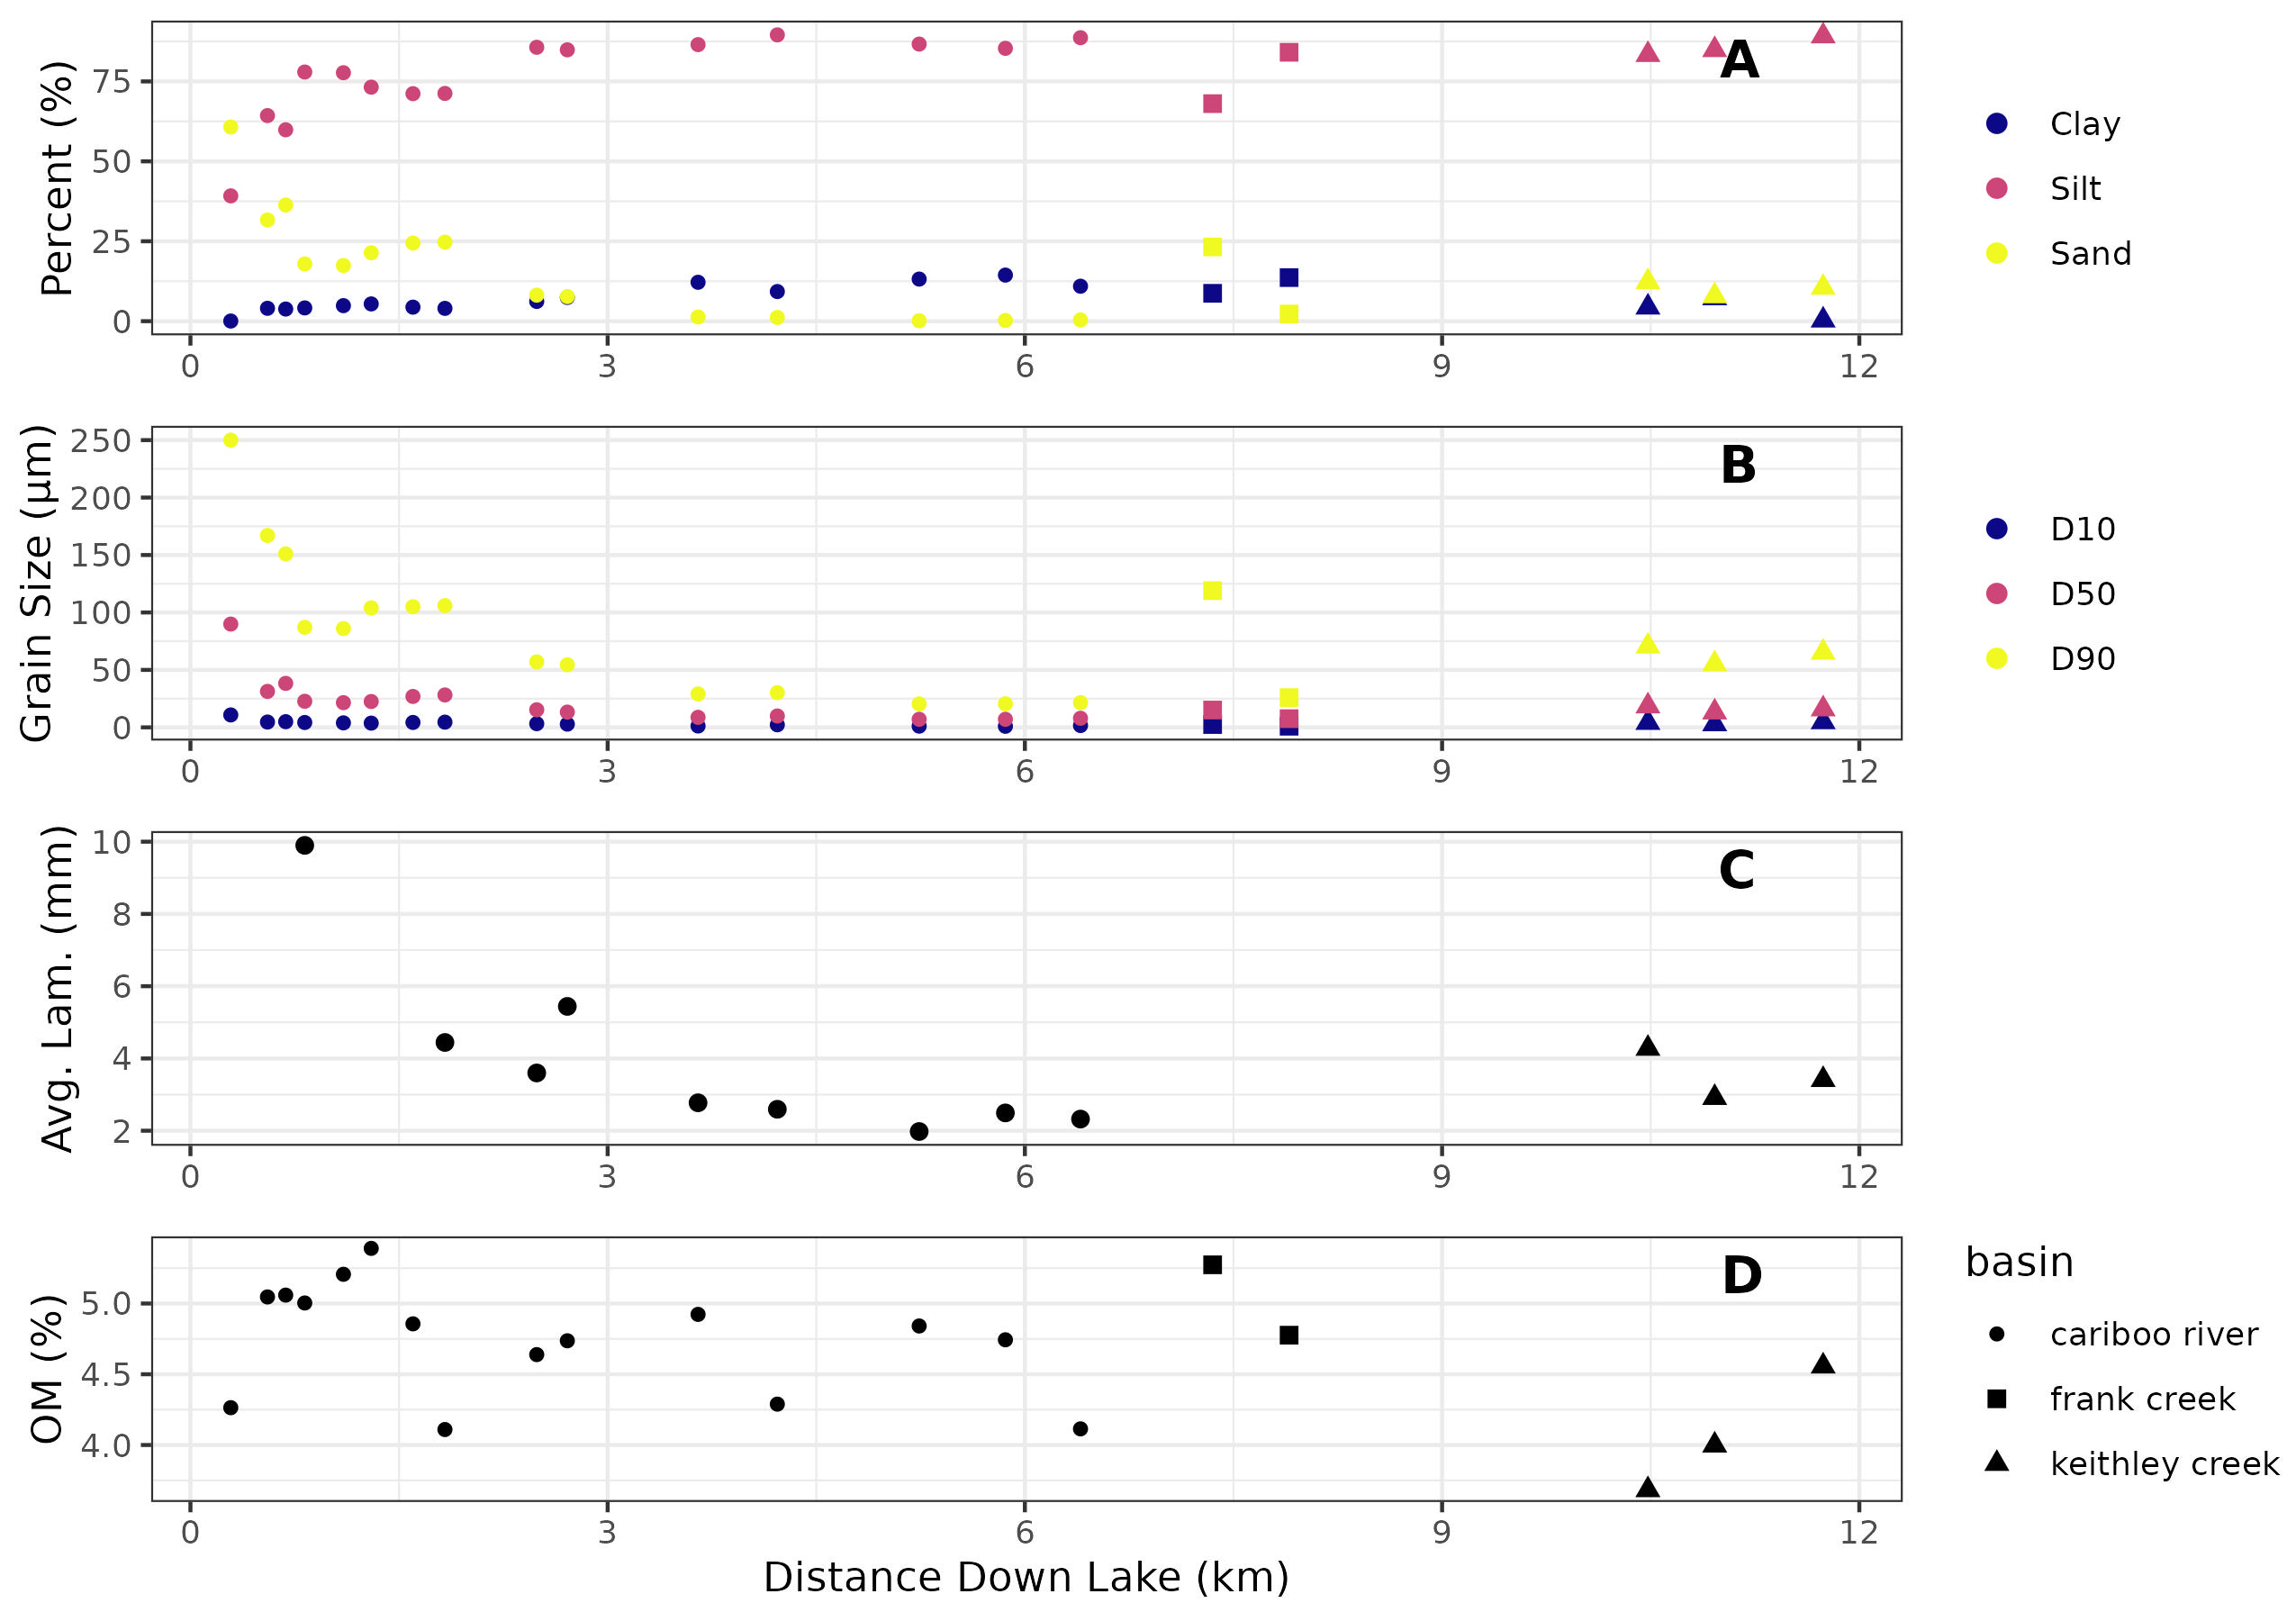 Percent (%)
75
50
25
0
0 3 6 9 12
A
Clay
Silt
Sand
Grain Size (µm)
250
200
150
100
50
0
0 3 6 9 12
B
D10
D50
D90
Avg. Lam. (mm)
10
8
6
4
2
0 3 6 9 12
C
OM (%)
5.0
4.5
4.0
0 3 6 9 12
D
basin
cariboo river
frank creek
keithley creek
Distance Down Lake (km)